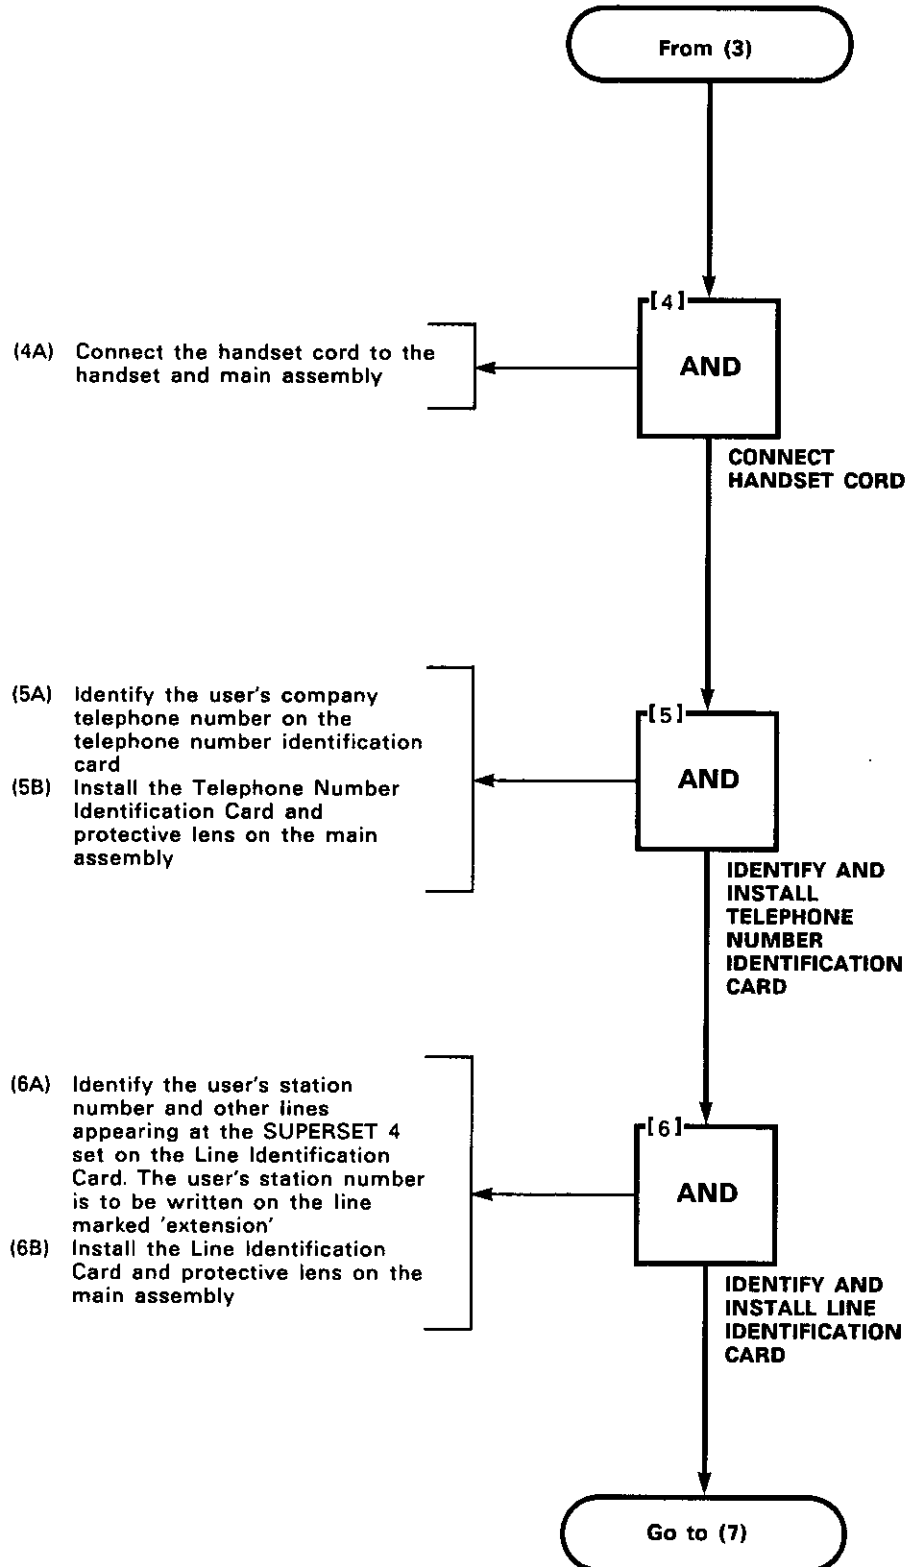 From (3)
[4]
(4A) Connect the handset cord to the
handset and main assembly
AND
CONNECT
HANDSET CORD
(5A) Identify the user's company
telephone number on the
telephone number identification
card
(5B) Install the Telephone Number
Identification Card and
protective lens on the main
assembly
[5]
AND
IDENTIFY AND
INSTALL
TELEPHONE
NUMBER
IDENTIFICATION
CARD
(6A) Identify the user's station
number and other lines
appearing at the SUPERSET 4
set on the Line Identification
Card. The user's station number
is to be written on the line
marked 'extension'
(6B) Install the Line Identification
Card and protective lens on the
main assembly
[6]
AND
IDENTIFY AND
INSTALL LINE
IDENTIFICATION
CARD
Go to (7)